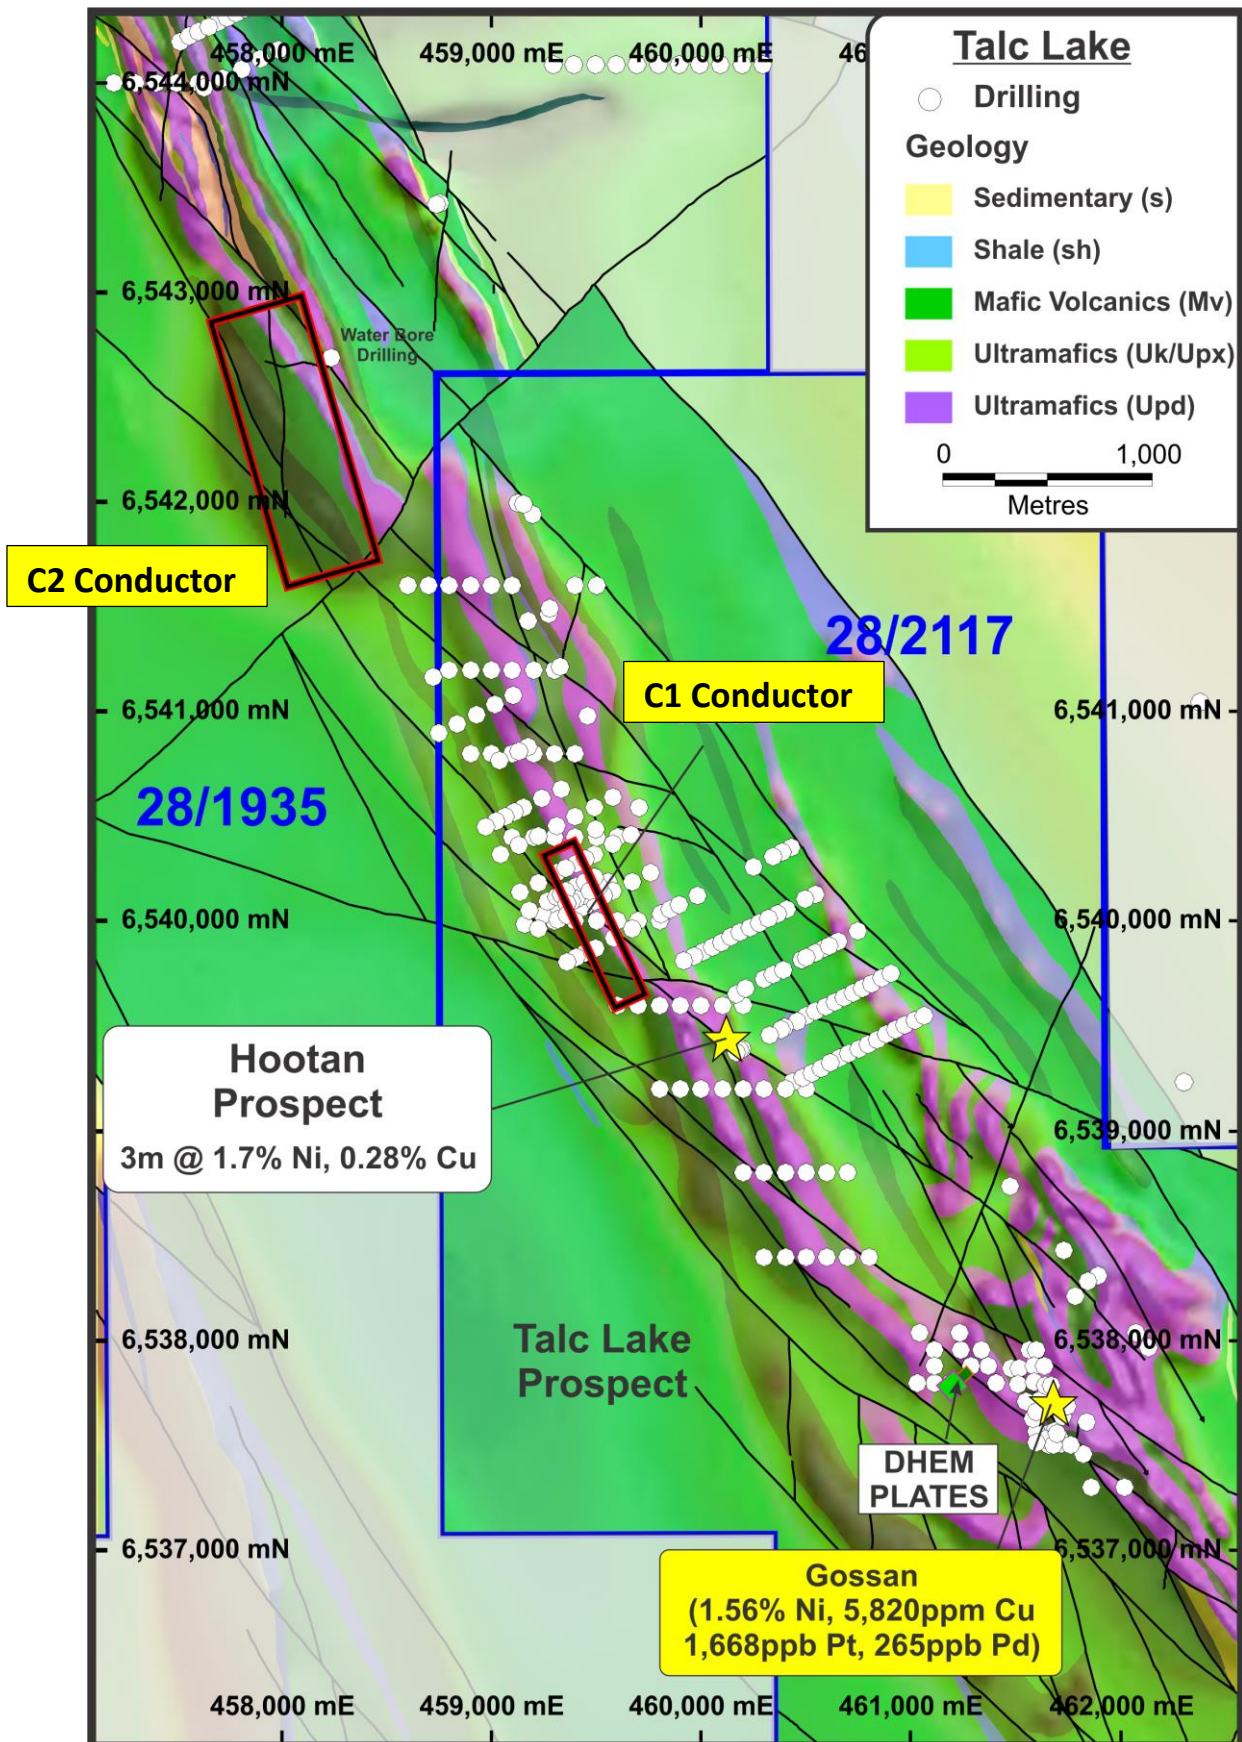 458,000 mE
459,000 mE
460,000 mE
46
Talc Lake
Drilling
Geology
Sedimentary (s)
Shale (sh)
Mafic Volcanics (Mv)
Ultramafics (Uk/Upx)
Ultramafics (Upd)
0 1,000
Metres
6,544,000 mN
6,543,000 mN
Water Bore
Drilling
6,542,000 mN
C2 Conductor
28/2117
C1 Conductor
6,541,000 mN
6,541,000 mN
28/1935
6,540,000 mN
6,540,000 mN
Hootan
Prospect
3m @ 1.7% Ni, 0.28% Cu
6,539,000 mN
6,538,000 mN
6,538,000 mN
Talc Lake
Prospect
DHEM
PLATES
6,537,000 mN
6,537,000 mN
Gossan
(1.56% Ni, 5,820ppm Cu
1,668ppb Pt, 265ppb Pd)
458,000 mE
459,000 mE
460,000 mE
461,000 mE
462,000 mE